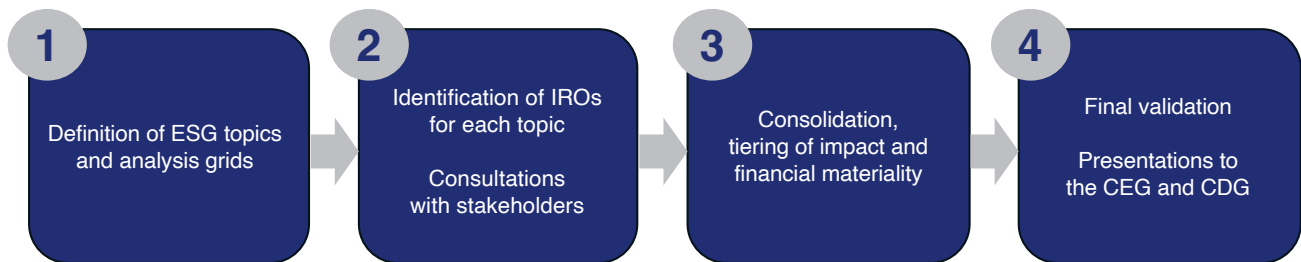 1
Definition of ESG topics
and analysis grids
2
Identification of IROs
for each topic
Consultations
with stakeholders
3
Consolidation,
tiering of impact and
financial materiality
4
Final validation
Presentations to
the CEG and CDG